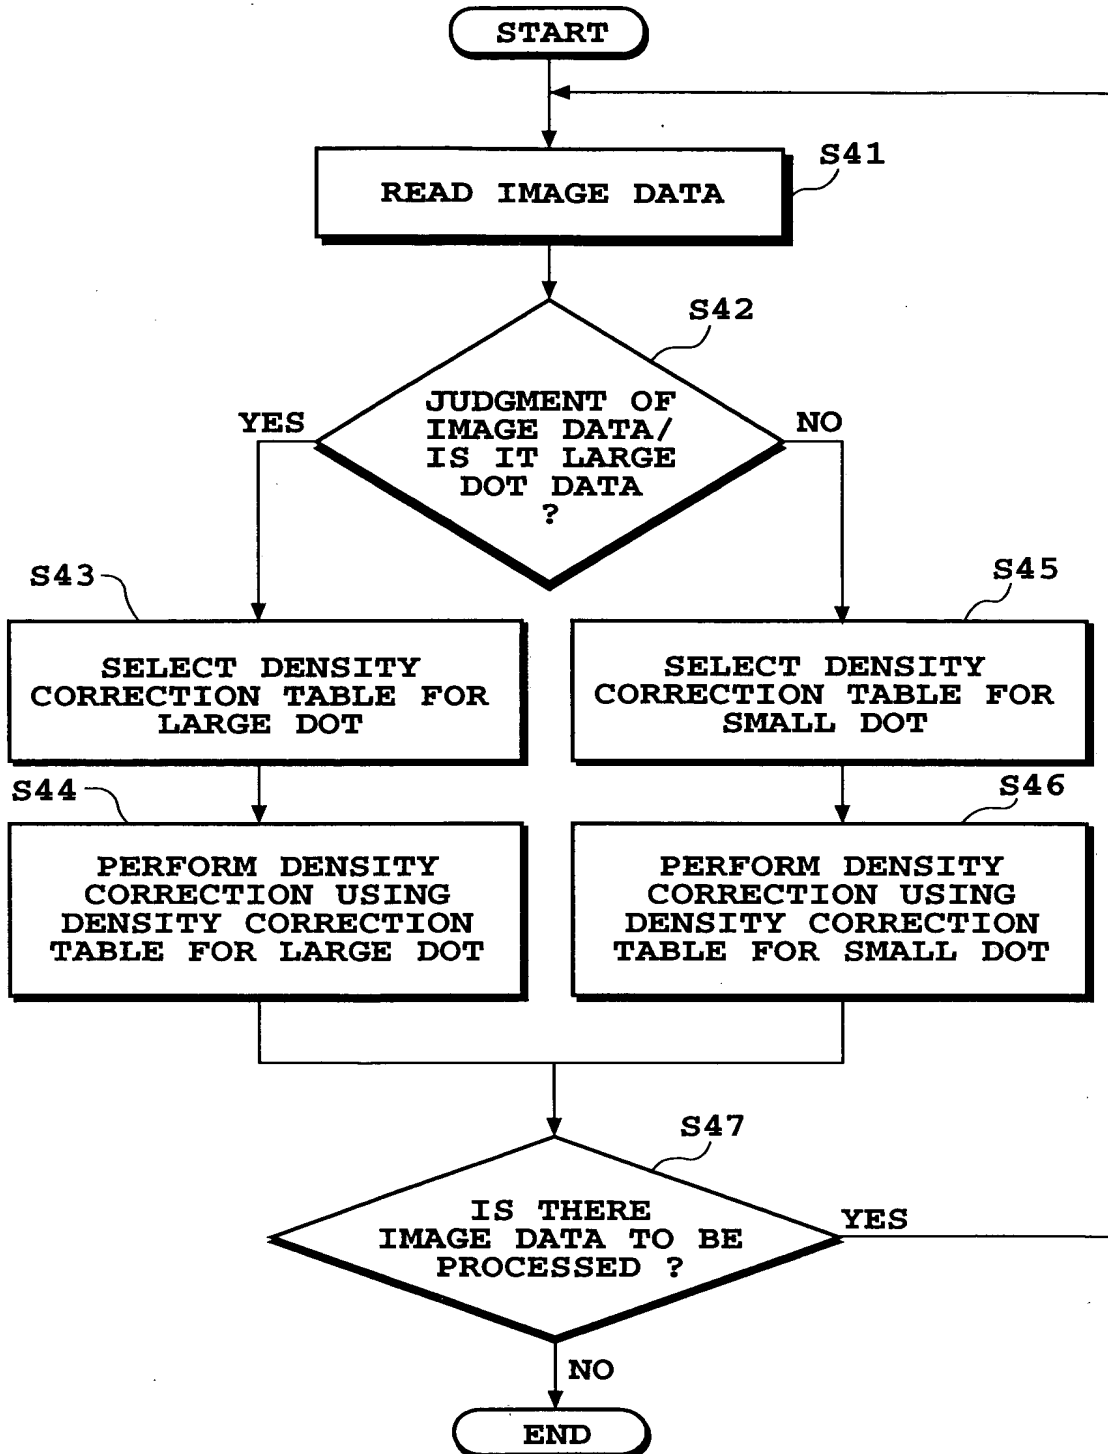 START
S41
READ IMAGE DATA
S42
JUDGMENT OF
IMAGE DATA/
IS IT LARGE
DOT DATA
?
YES
NO
S43
SELECT DENSITY
CORRECTION TABLE FOR
LARGE DOT
S45
SELECT DENSITY
CORRECTION TABLE FOR
SMALL DOT
S44
PERFORM DENSITY
CORRECTION USING
DENSITY CORRECTION
TABLE FOR LARGE DOT
S46
PERFORM DENSITY
CORRECTION USING
DENSITY CORRECTION
TABLE FOR SMALL DOT
S47
IS THERE
IMAGE DATA TO BE
PROCESSED ?
YES
NO
END